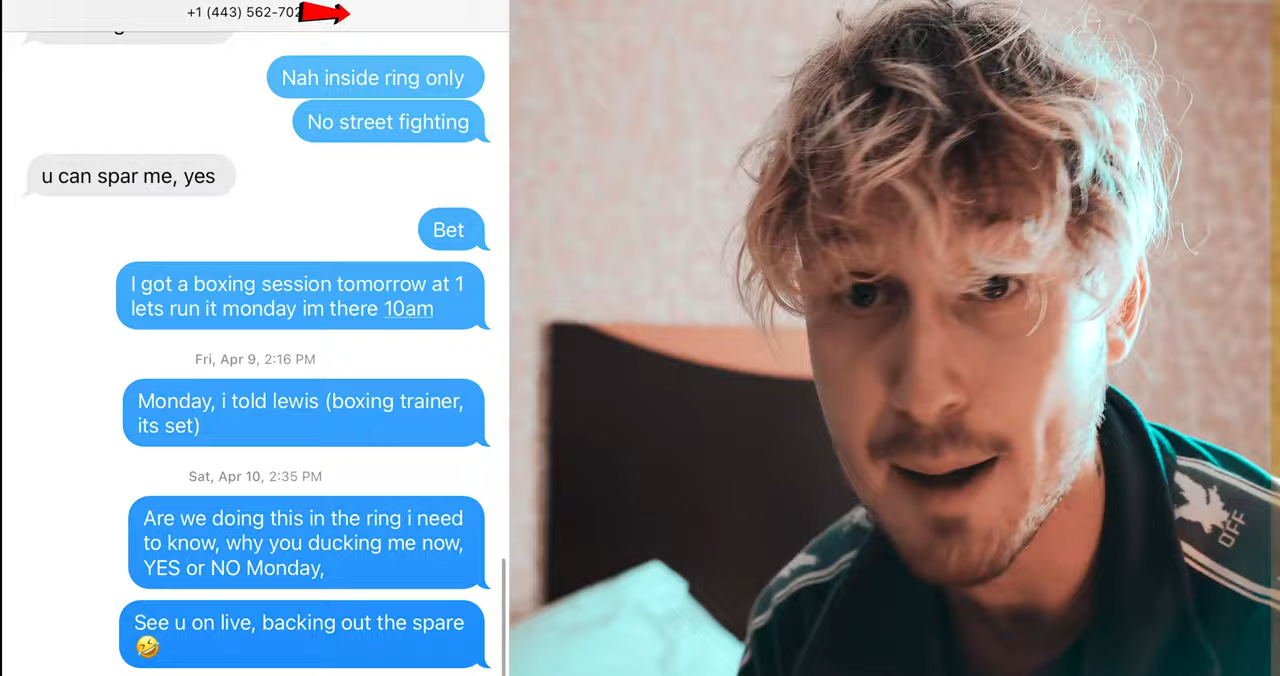 +1 (443) 562-702
Nah inside ring only
No street fighting
u can spar me, yes
Bet
I got a boxing session tomorrow at 1
lets run it monday im there 10am
Fri, Apr 9, 2:16 PM
Monday, i told lewis (boxing trainer,
its set)
Sat, Apr 10, 2:35 PM
Are we doing this in the ring i need
to know, why you ducking me now,
YES or NO Monday,
See u on live, backing out the spare
🤣
OFF